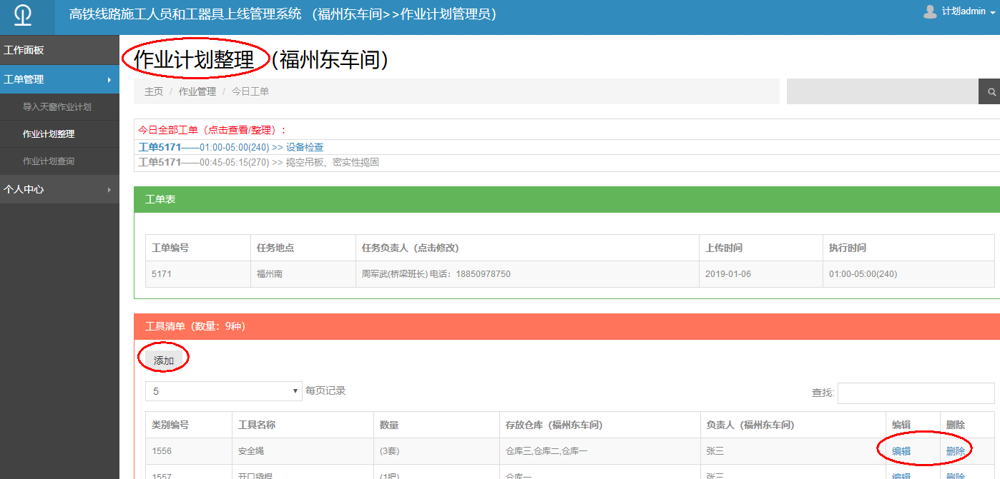 高铁线路施工人员和工器具上线管理系统 （福州东车间>>作业计划管理员）
计划admin
工作面板
工单管理
导入天窗作业计划
作业计划整理
作业计划查询
个人中心
作业计划整理（福州东车间）
主页 / 作业管理 / 今日工单
今日全部工单（点击查看/整理）：
工单5171——01:00-05:00(240) >> 设备检查
工单5171——00:45-05:15(270) >> 捣空吊板、密实性捣固
工单表
工单编号 任务地点 任务负责人（点击修改） 上传时间 执行时间
5171 福州南 周军武(桥梁班长) 电话：18850978750 2019-01-06 01:00-05:00(240)
工具清单（数量：9种）
添加
5 每页记录 查找:
类别编号 工具名称 数量 存放仓库（福州东车间） 负责人（福州东车间） 编辑 删除
1556 安全绳 (3套) 仓库三,仓库二,仓库一 张三 编辑 删除
1557 开口撬棍 (1把) 仓库一 张三 编辑 删除